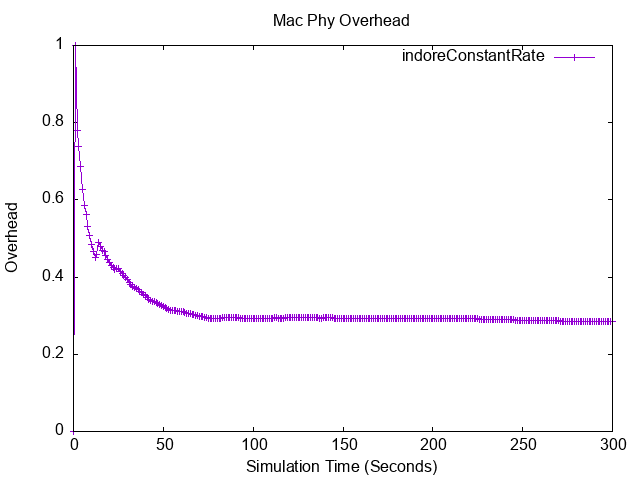 Mac Phy Overhead
indoreConstantRate
1
0.8
0.6
0.4
0.2
0
Overhead
0 50 100 150 200 250 300
Simulation Time (Seconds)